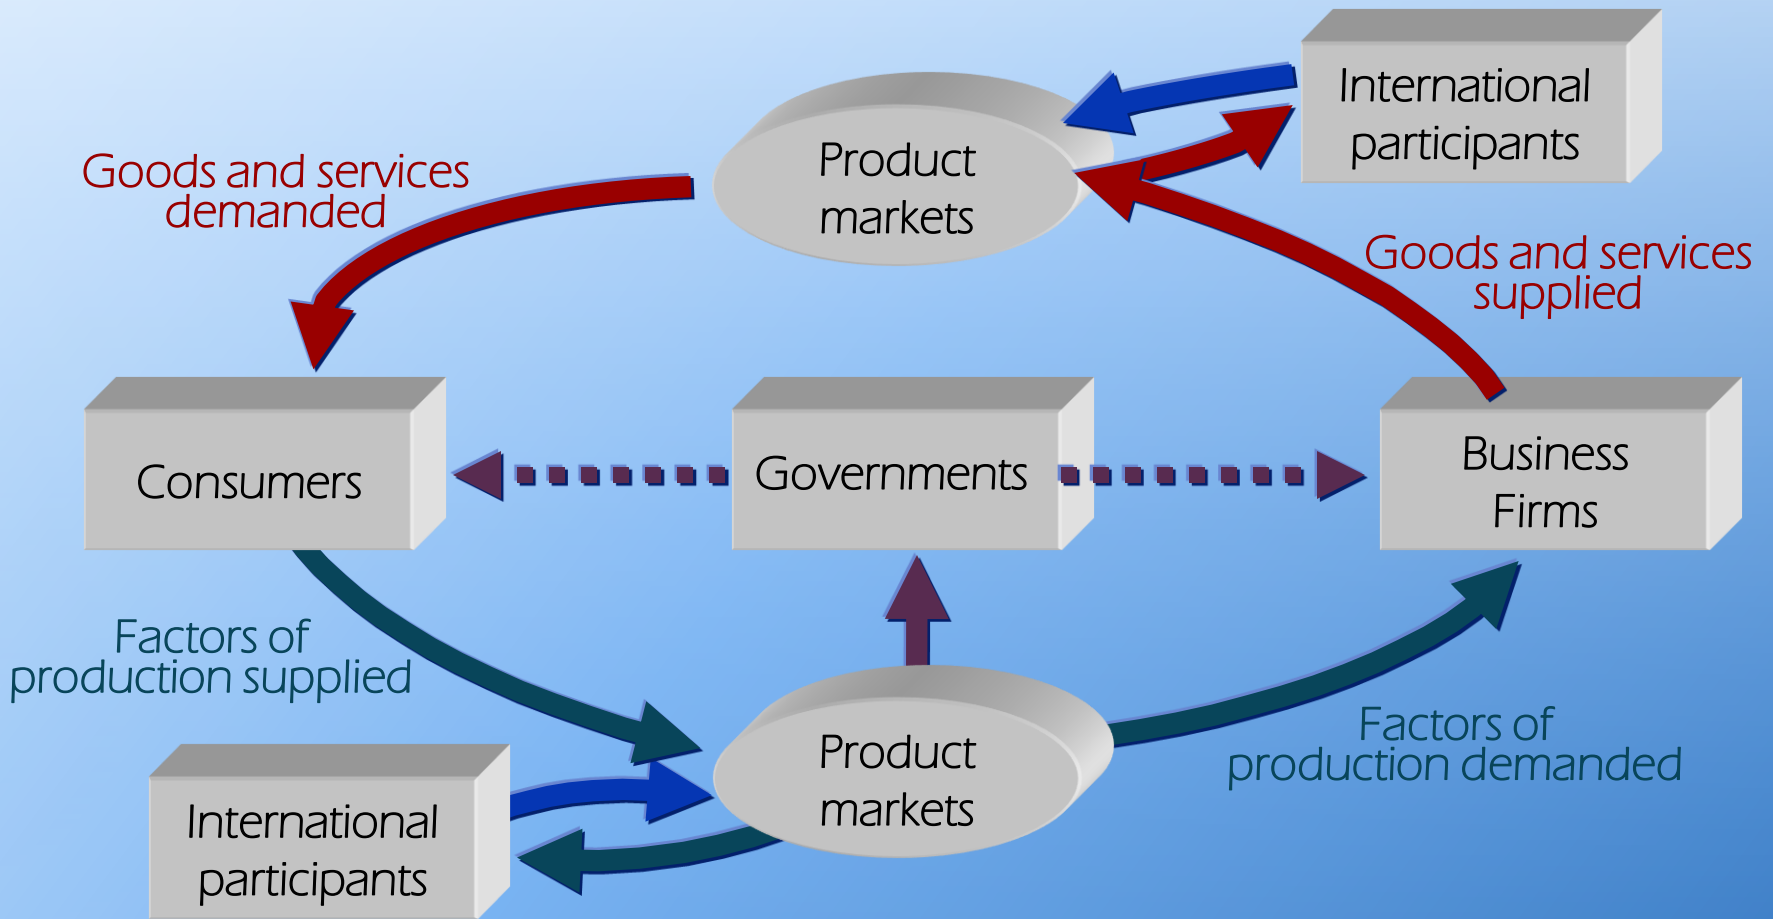 International
participants
Product
markets
Goods and services
demanded
Goods and services
supplied
Consumers
Governments
Business
Firms
Factors of
production supplied
Factors of
production demanded
Product
markets
International
participants